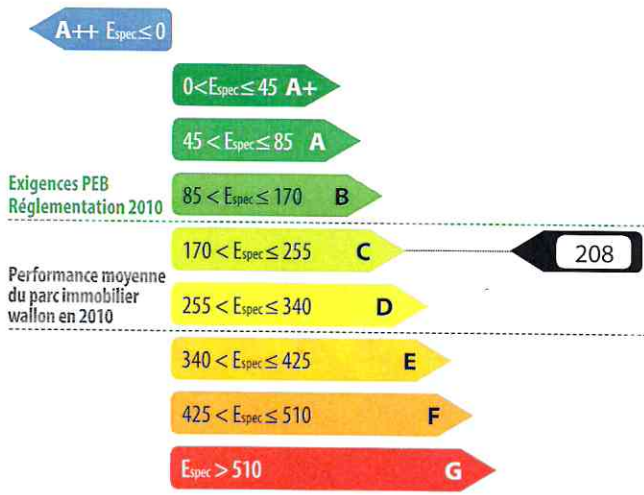 A++ Espec ≤ 0
0 < Espec ≤ 45 A+
45 < Espec ≤ 85 A
Exigences PEB
Réglementation 2010
85 < Espec ≤ 170 B
170 < Espec ≤ 255 C
208
Performance moyenne
du parc immobilier
wallon en 2010
255 < Espec ≤ 340 D
340 < Espec ≤ 425 E
425 < Espec ≤ 510 F
Espec > 510 G